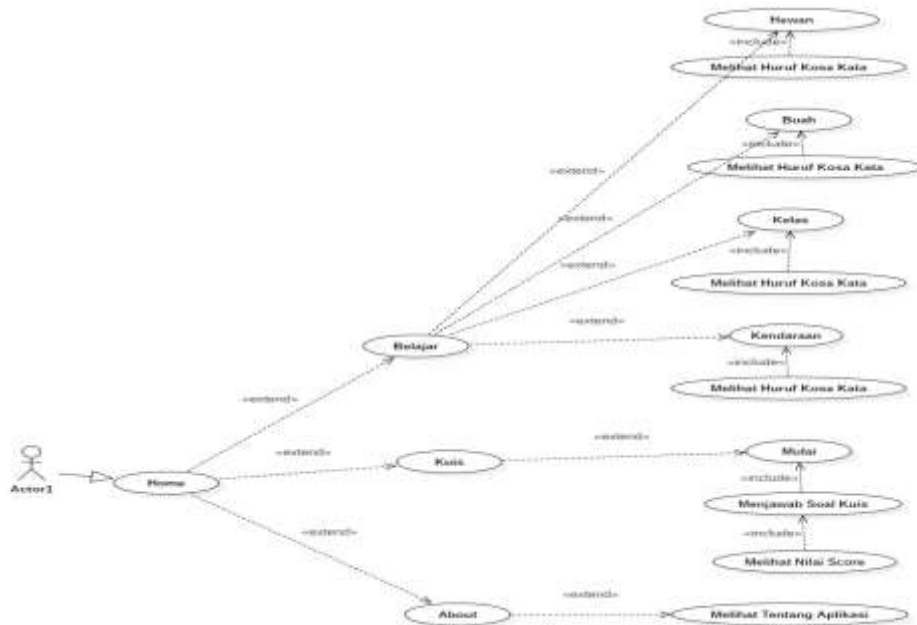 Hewan
«include»
Melihat Huruf Kosa Kata
Buah
«include»
Melihat Huruf Kosa Kata
«extend»
«extend»
Kelas
«include»
«extend»
Melihat Huruf Kosa Kata
«extend»
Kendaraan
Belajar
«include»
Melihat Huruf Kosa Kata
«extend»
«extend»
Mulai
«extend»
Kuis
Actor1
Home
«include»
Menjawab Soal Kuis
«extend»
«include»
Melihat Nilai Score
«extend»
About
Melihat Tentang Aplikasi